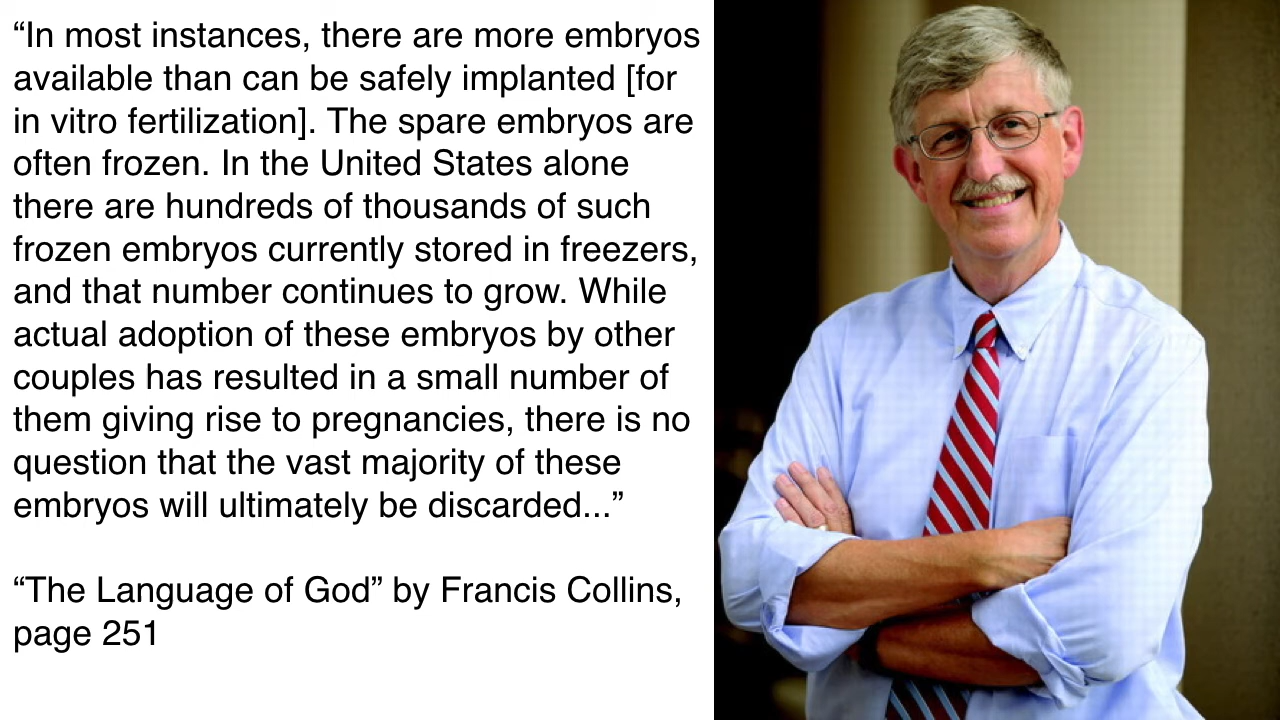 “In most instances, there are more embryos
available than can be safely implanted [for
in vitro fertilization]. The spare embryos are
often frozen. In the United States alone
there are hundreds of thousands of such
frozen embryos currently stored in freezers,
and that number continues to grow. While
actual adoption of these embryos by other
couples has resulted in a small number of
them giving rise to pregnancies, there is no
question that the vast majority of these
embryos will ultimately be discarded...”
“The Language of God” by Francis Collins,
page 251